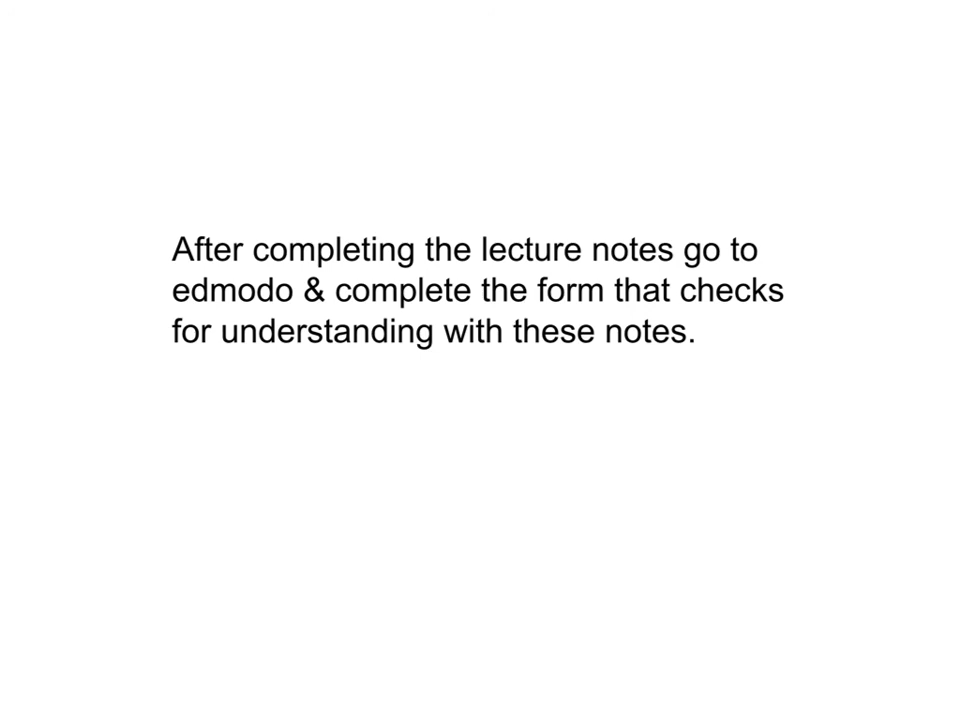 After completing the lecture notes go to
edmodo & complete the form that checks
for understanding with these notes.